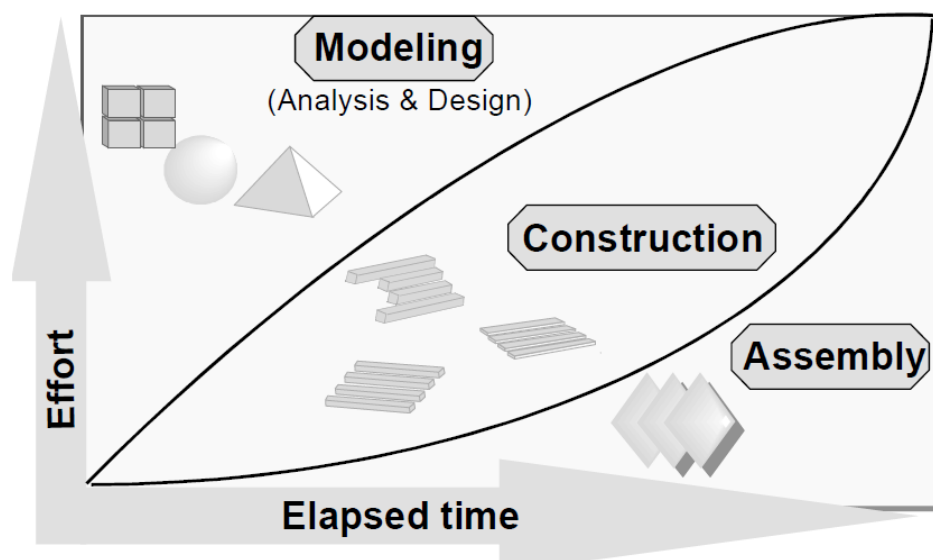 Modeling
(Analysis & Design)
Construction
Assembly
Effort
Elapsed time